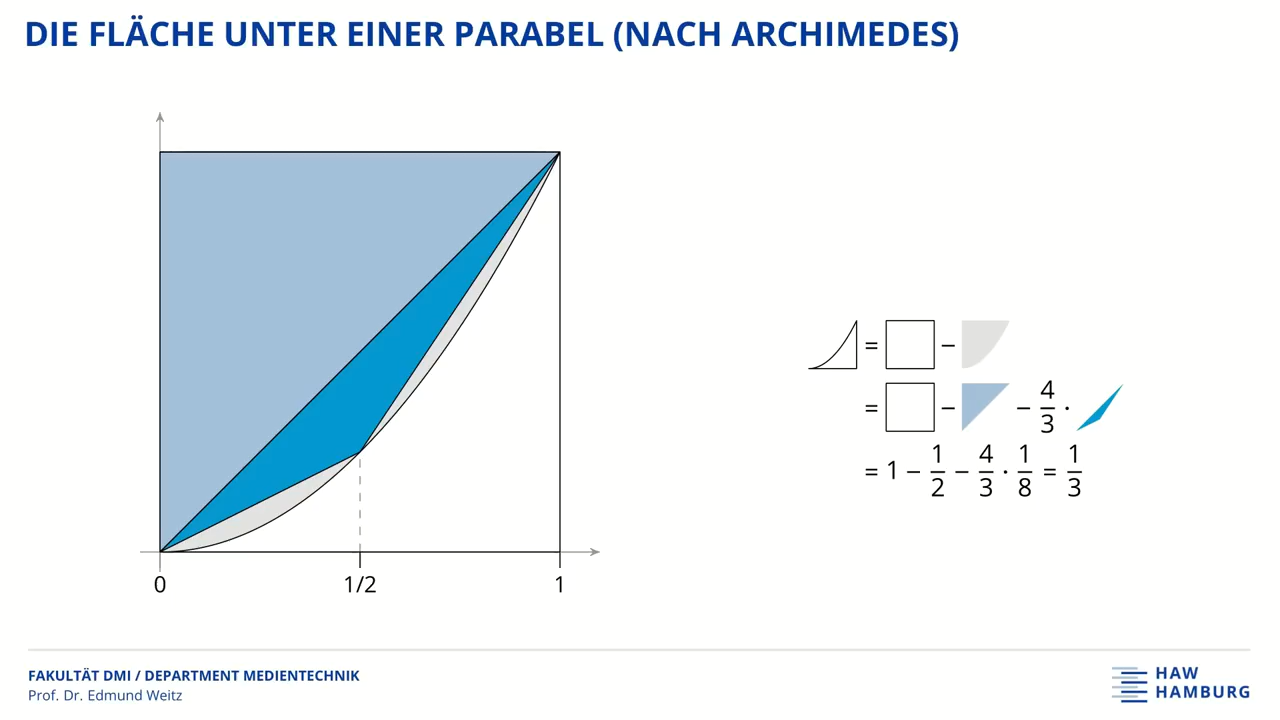 DIE FLÄCHE UNTER EINER PARABEL (NACH ARCHIMEDES)
= −
= − − 4/3 ·
= 1 − 1/2 − 4/3 · 1/8 = 1/3
0 1/2 1
FAKULTÄT DMI / DEPARTMENT MEDIENTECHNIK
Prof. Dr. Edmund Weitz
HAW
HAMBURG